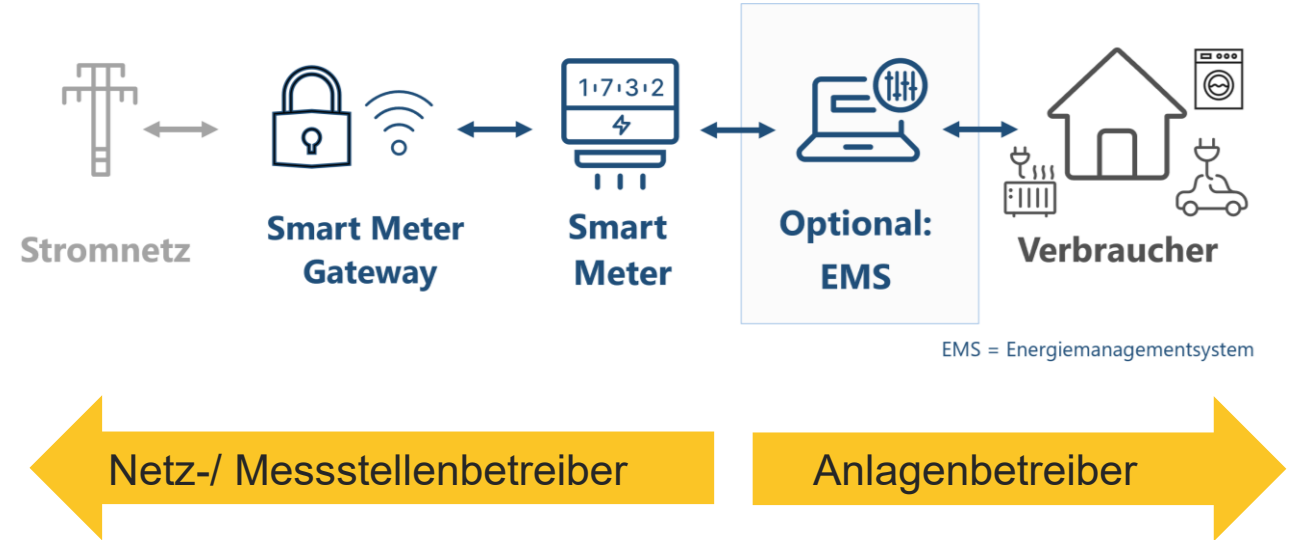 1 7 3 2
Stromnetz
Smart Meter
Gateway
Smart
Meter
Optional:
EMS
Verbraucher
EMS = Energiemanagementsystem
Netz-/ Messstellenbetreiber
Anlagenbetreiber